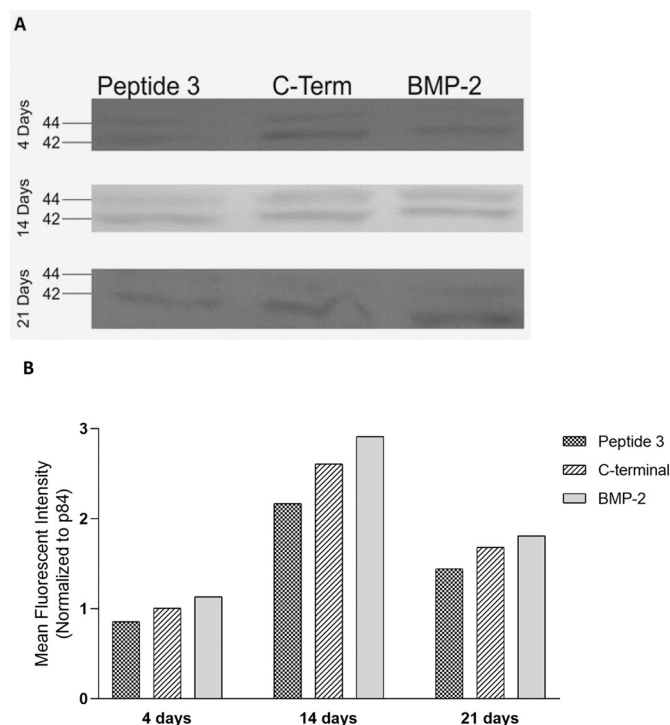 A
Peptide 3 C-Term BMP-2
4 Days
44
42
14 Days
44
42
21 Days
44
42
B
Mean Fluorescent Intensity
(Normalized to p84)
3
2
1
0
4 days 14 days 21 days
Peptide 3
C-terminal
BMP-2